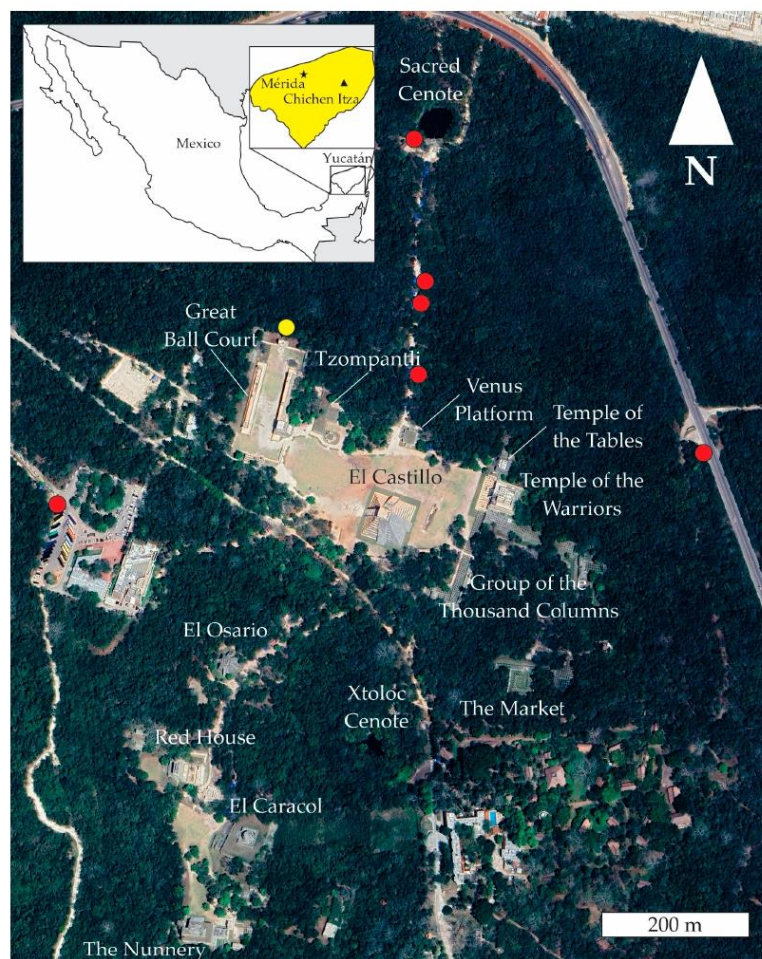 Sacred
Cenote
Mérida
Chichen Itza
Mexico
Yucatán
N
Great
Ball Court
Tzompantli
Venus
Platform
Temple of
the Tables
El Castillo
Temple of the
Warriors
Group of the
Thousand Columns
El Osario
Xtoloc
Cenote
The Market
Red House
El Caracol
200 m
The Nunnery